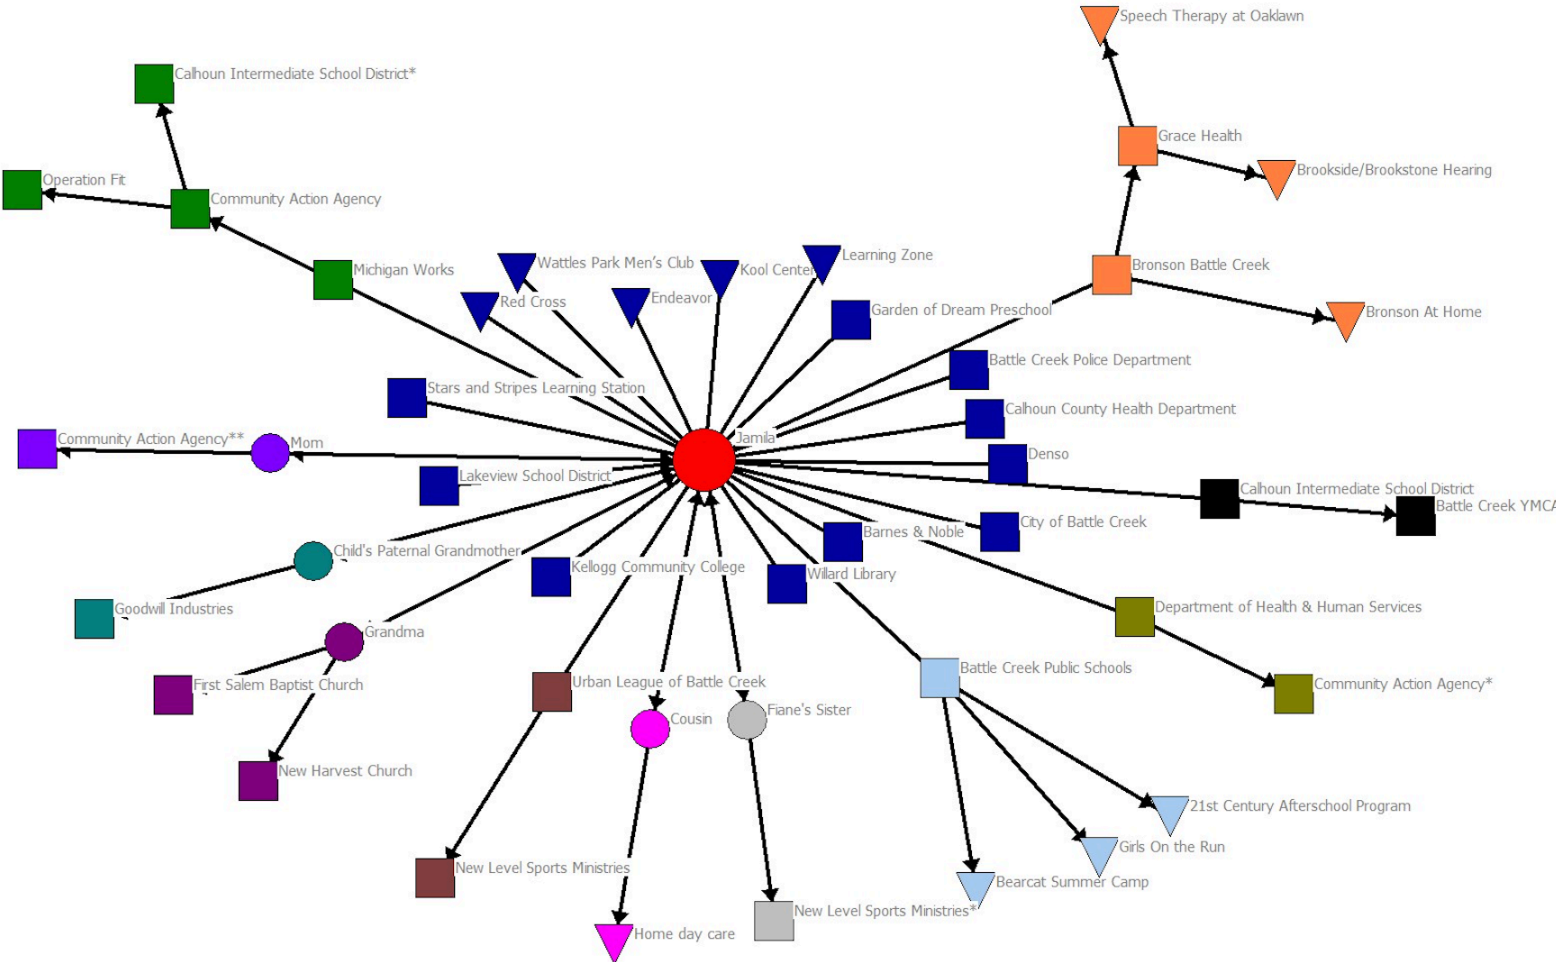 Speech Therapy at Oaklawn
Calhoun Intermediate School District*
Grace Health
Brookside/Brookstone Hearing
Operation Fit
Community Action Agency
Michigan Works
Wattles Park Men’s Club
Kool Center
Learning Zone
Bronson Battle Creek
Red Cross
Endeavor
Garden of Dream Preschool
Bronson At Home
Battle Creek Police Department
Stars and Stripes Learning Station
Calhoun County Health Department
Community Action Agency**
Mom
Jamila
Denso
Lakeview School District
Calhoun Intermediate School District
Battle Creek YMCA
Child's Paternal Grandmother
Barnes & Noble
City of Battle Creek
Kellogg Community College
Willard Library
Goodwill Industries
Grandma
Department of Health & Human Services
First Salem Baptist Church
Urban League of Battle Creek
Battle Creek Public Schools
Community Action Agency*
Cousin
Fiane's Sister
New Harvest Church
21st Century Afterschool Program
Girls On the Run
New Level Sports Ministries
Bearcat Summer Camp
New Level Sports Ministries*
Home day care